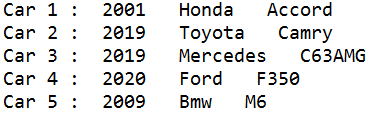 Car 1 :  2001   Honda   Accord
Car 2 :  2019   Toyota   Camry
Car 3 :  2019   Mercedes   C63AMG
Car 4 :  2020   Ford   F350
Car 5 :  2009   Bmw   M6